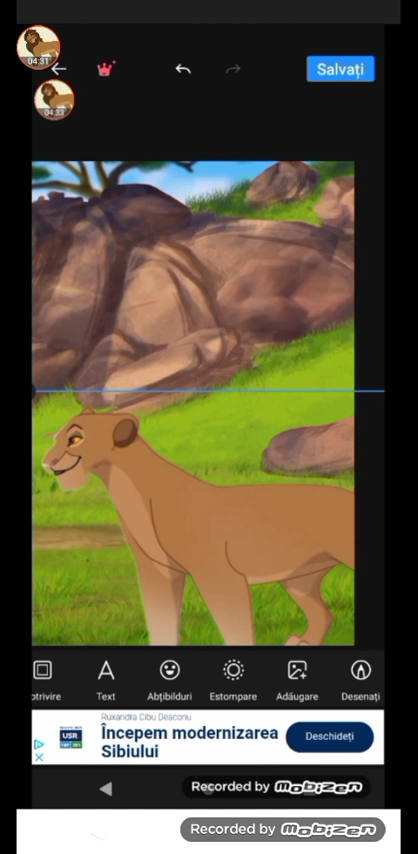 04:31
04:33
Salvați
otrivire
Text
Abțibilduri
Estompare
Adăugare
Desenați
Ruxandra Cibu Deaconu
Începem modernizarea
Sibiului
USR
Deschideți
Recorded by mobizen
Recorded by mobizen